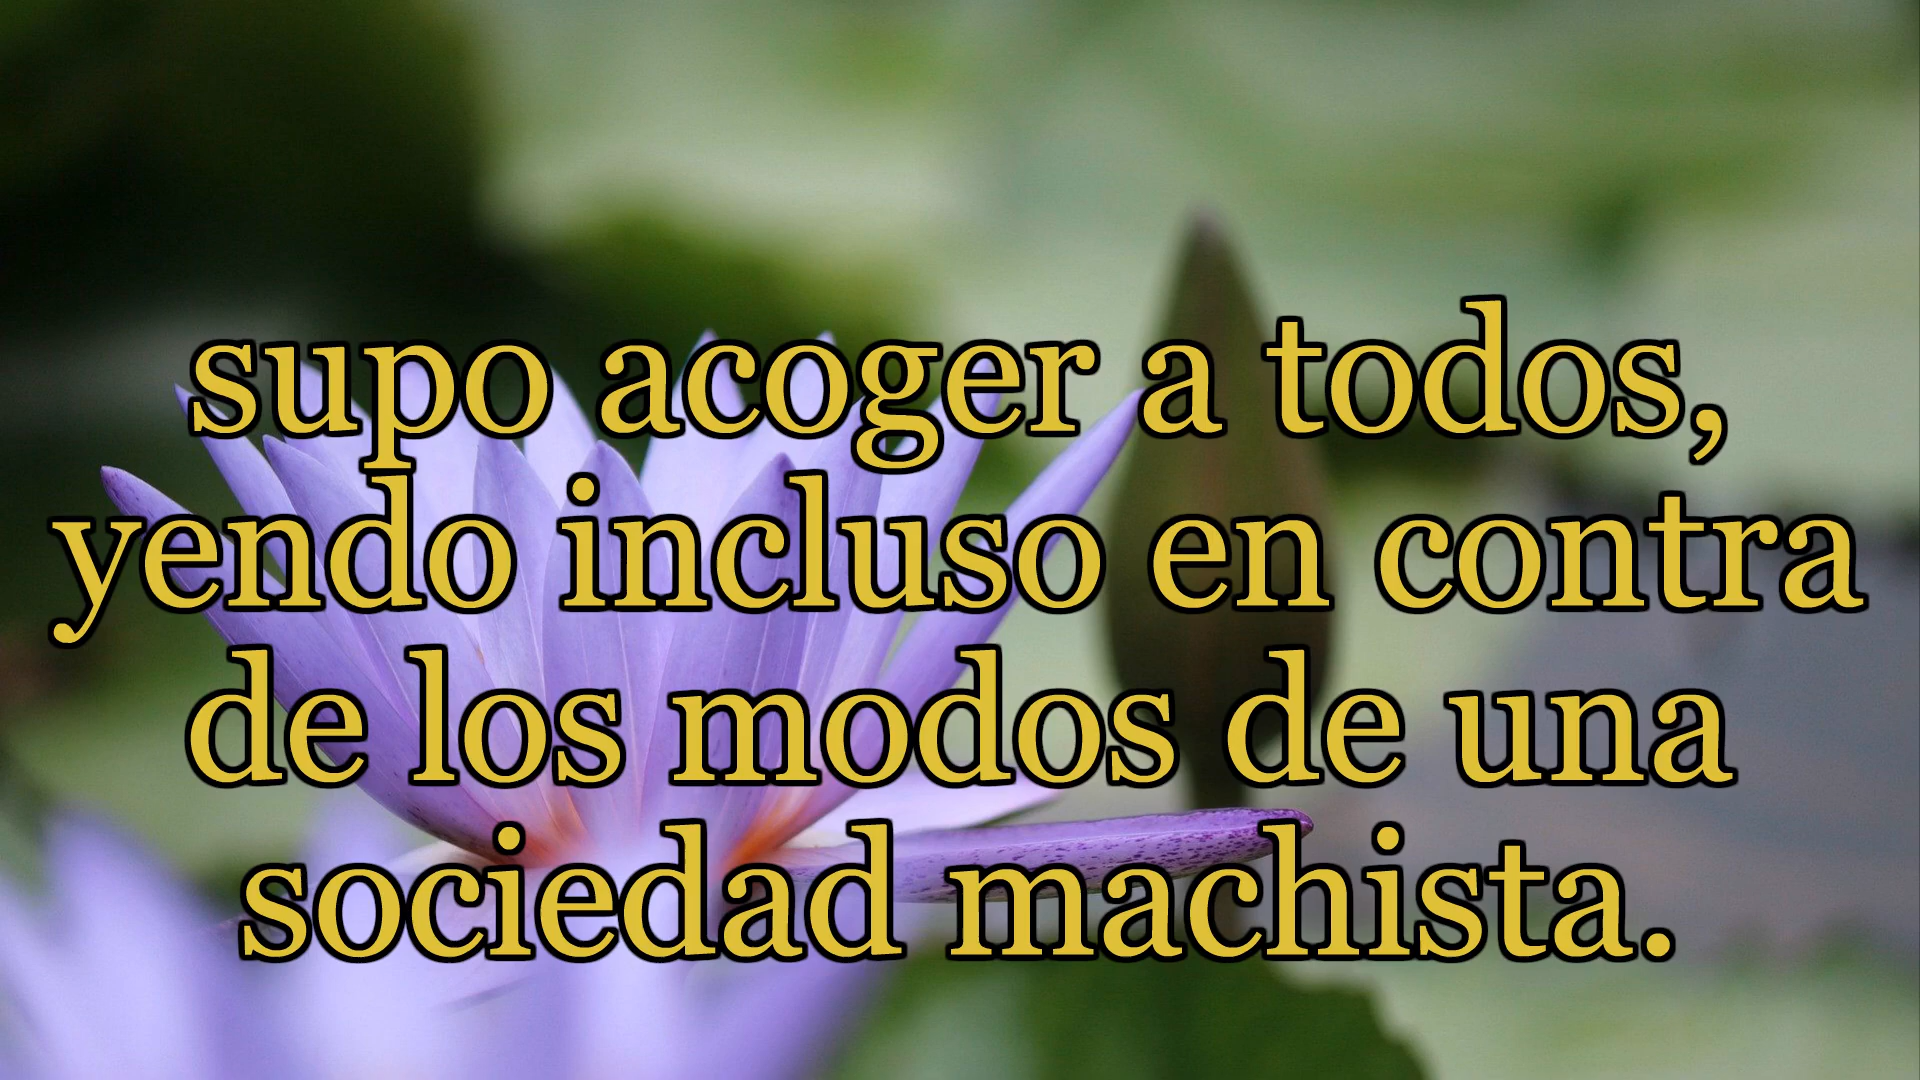 supo acoger a todos,
yendo incluso en contra
de los modos de una
sociedad machista.